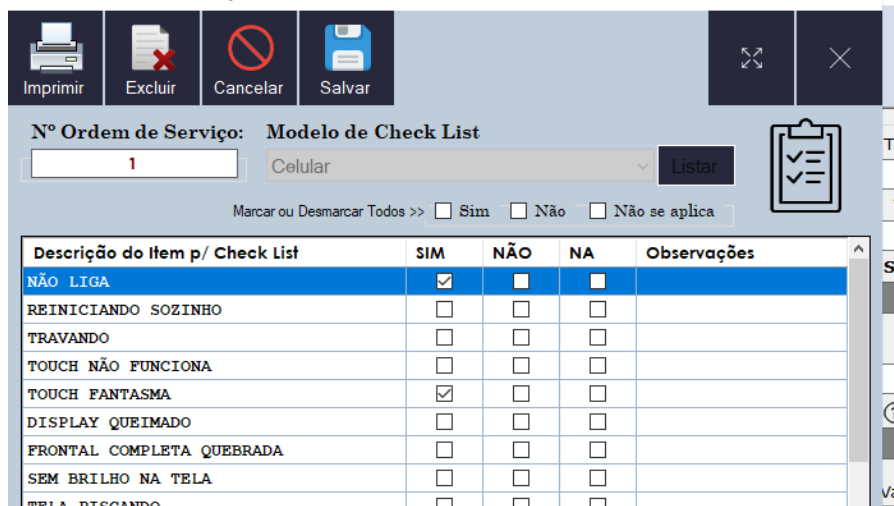 Imprimir Excluir Cancelar Salvar
Nº Ordem de Serviço: Modelo de Check List
1 Celular Listar
Marcar ou Desmarcar Todos >> Sim Não Não se aplica
Descrição do Item p/ Check List SIM NÃO NA Observações
NÃO LIGA
REINICIANDO SOZINHO
TRAVANDO
TOUCH NÃO FUNCIONA
TOUCH FANTASMA
DISPLAY QUEIMADO
FRONTAL COMPLETA QUEBRADA
SEM BRILHO NA TELA
TELA PISCANDO